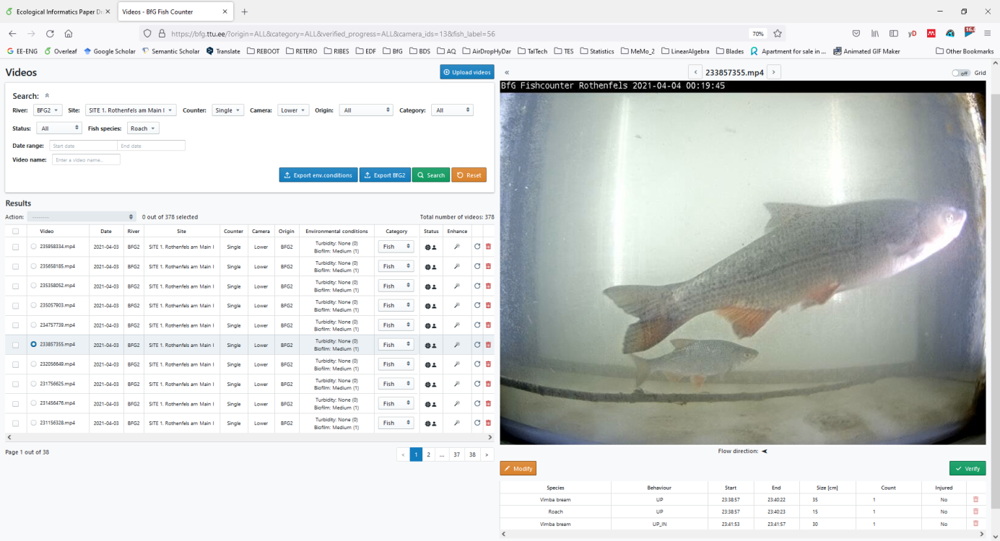 Ecological Informatics Paper Dr
Videos - BfG Fish Counter
https://bfg.ttu.ee/?origin=ALL&category=ALL&verified_progress=ALL&camera_ids=13&fish_label=56
70%
yD
16.
EE-ENG Overleaf Google Scholar Semantic Scholar Translate REBOOT RETERO RIBES EDF BfG BDS AQ AirDropHyDar TalTech TES Statistics MeMo_2 LinearAlgebra Blades Apartment for sale in ... Animated GIF Maker Other Bookmarks
Videos
Upload videos
Search:
River: BFG2 Site: SITE 1. Rothenfels am Main I Counter: Single Camera: Lower Origin: All Category: All
Status: All Fish species: Roach
Date range: Start date End date
Video name: Enter a video name...
Export env.conditions Export BfG2 Search Reset
Results
Action: -------- 0 out of 378 selected Total number of videos: 378
Video Date River Site Counter Camera Origin Environmental conditions Category Status Enhance
235958334.mp4 2021-04-03 BFG2 SITE 1. Rothenfels am Main I Single Lower BFG2 Turbidity: None (0) Fish
Biofilm: Medium (1)
235658185.mp4 2021-04-03 BFG2 SITE 1. Rothenfels am Main I Single Lower BFG2 Turbidity: None (0) Fish
Biofilm: Medium (1)
235358052.mp4 2021-04-03 BFG2 SITE 1. Rothenfels am Main I Single Lower BFG2 Turbidity: None (0) Fish
Biofilm: Medium (1)
235057903.mp4 2021-04-03 BFG2 SITE 1. Rothenfels am Main I Single Lower BFG2 Turbidity: None (0) Fish
Biofilm: Medium (1)
234757739.mp4 2021-04-03 BFG2 SITE 1. Rothenfels am Main I Single Lower BFG2 Turbidity: None (0) Fish
Biofilm: Medium (1)
233857355.mp4 2021-04-03 BFG2 SITE 1. Rothenfels am Main I Single Lower BFG2 Turbidity: None (0) Fish
Biofilm: Medium (1)
232056649.mp4 2021-04-03 BFG2 SITE 1. Rothenfels am Main I Single Lower BFG2 Turbidity: None (0) Fish
Biofilm: Medium (1)
231756625.mp4 2021-04-03 BFG2 SITE 1. Rothenfels am Main I Single Lower BFG2 Turbidity: None (0) Fish
Biofilm: Medium (1)
231456476.mp4 2021-04-03 BFG2 SITE 1. Rothenfels am Main I Single Lower BFG2 Turbidity: None (0) Fish
Biofilm: Medium (1)
231156328.mp4 2021-04-03 BFG2 SITE 1. Rothenfels am Main I Single Lower BFG2 Turbidity: None (0) Fish
Biofilm: Medium (1)
Page 1 out of 38
< 1 2 ... 37 38 >
« < 233857355.mp4 > off Grid
BfG Fishcounter Rothenfels 2021-04-04 00:19:45
Flow direction:
Modify Verify
Species Behaviour Start End Size [cm] Count Injured
Vimba bream UP 23:38:57 23:40:22 35 1 No
Roach UP 23:38:57 23:40:23 15 1 No
Vimba bream UP_IN 23:41:53 23:41:57 30 1 No